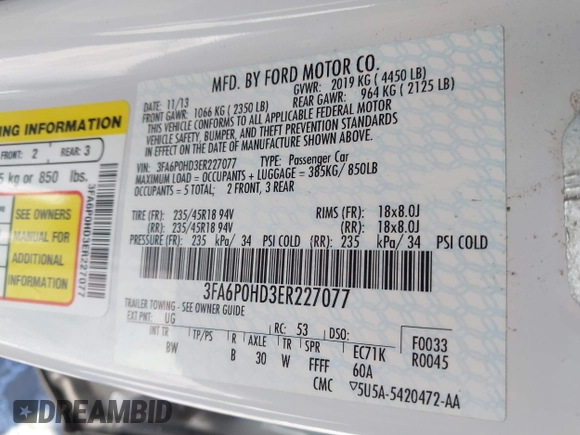 MFD. BY FORD MOTOR CO.
DATE: 11/13
GVWR: 2019 KG ( 4450 LB)
FRONT GAWR: 1066 KG ( 2350 LB)
REAR GAWR: 964 KG ( 2125 LB)
THIS VEHICLE CONFORMS TO ALL APPLICABLE FEDERAL MOTOR
VEHICLE SAFETY, BUMPER, AND THEFT PREVENTION STANDARDS
IN EFFECT ON THE DATE OF MANUFACTURE SHOWN ABOVE.
VIN: 3FA6P0HD3ER227077 TYPE: Passenger Car
MAXIMUM LOAD = OCCUPANTS + LUGGAGE = 385KG/ 850LB
OCCUPANTS = 5 TOTAL; 2 FRONT, 3 REAR
TIRE (FR): 235/45R18 94V RIMS (FR): 18x8.0J
(RR): 235/45R18 94V (RR): 18x8.0J
PRESSURE (FR): 235 kPa/ 34 PSI COLD (RR): 235 kPa/ 34 PSI COLD
3FA6P0HD3ER227077
TRAILER TOWING - SEE OWNER GUIDE
EXT PNT: UG RC: 53 DSO:
INT TR TP/PS R AXLE TR SPR EC71K
BW B 30 W FFFF 60A
CMC
F0033
R0045
5U5A-5420472-AA
ING INFORMATION
FRONT: 2 REAR: 3
5 kg or 850 lbs.
SEE OWNERS
MANUAL FOR
ADDITIONAL
INFORMATION
3FA6P0HD3ER227077
DREAMBID